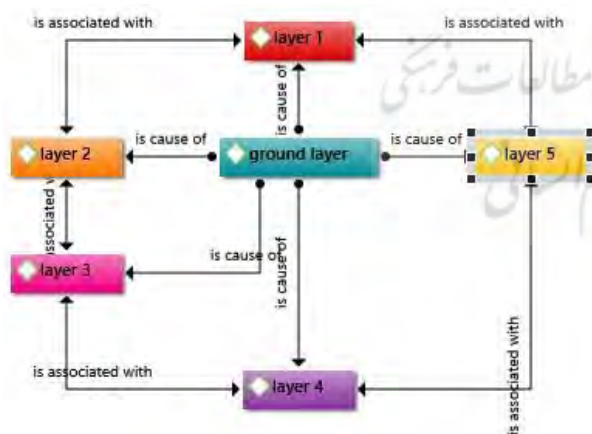 is associated with
is associated with
layer 1
مطالعات فرهنگی
is cause of
is cause of
is cause of
layer 2
ground layer
layer 5
is cause of
is cause of
layer 3
is associated with
layer 4
is associated with